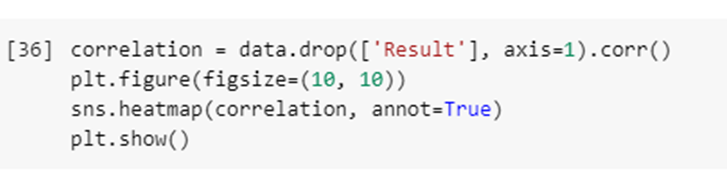 [36] correlation = data.drop(['Result'], axis=1).corr()
plt.figure(figsize=(10, 10))
sns.heatmap(correlation, annot=True)
plt.show()